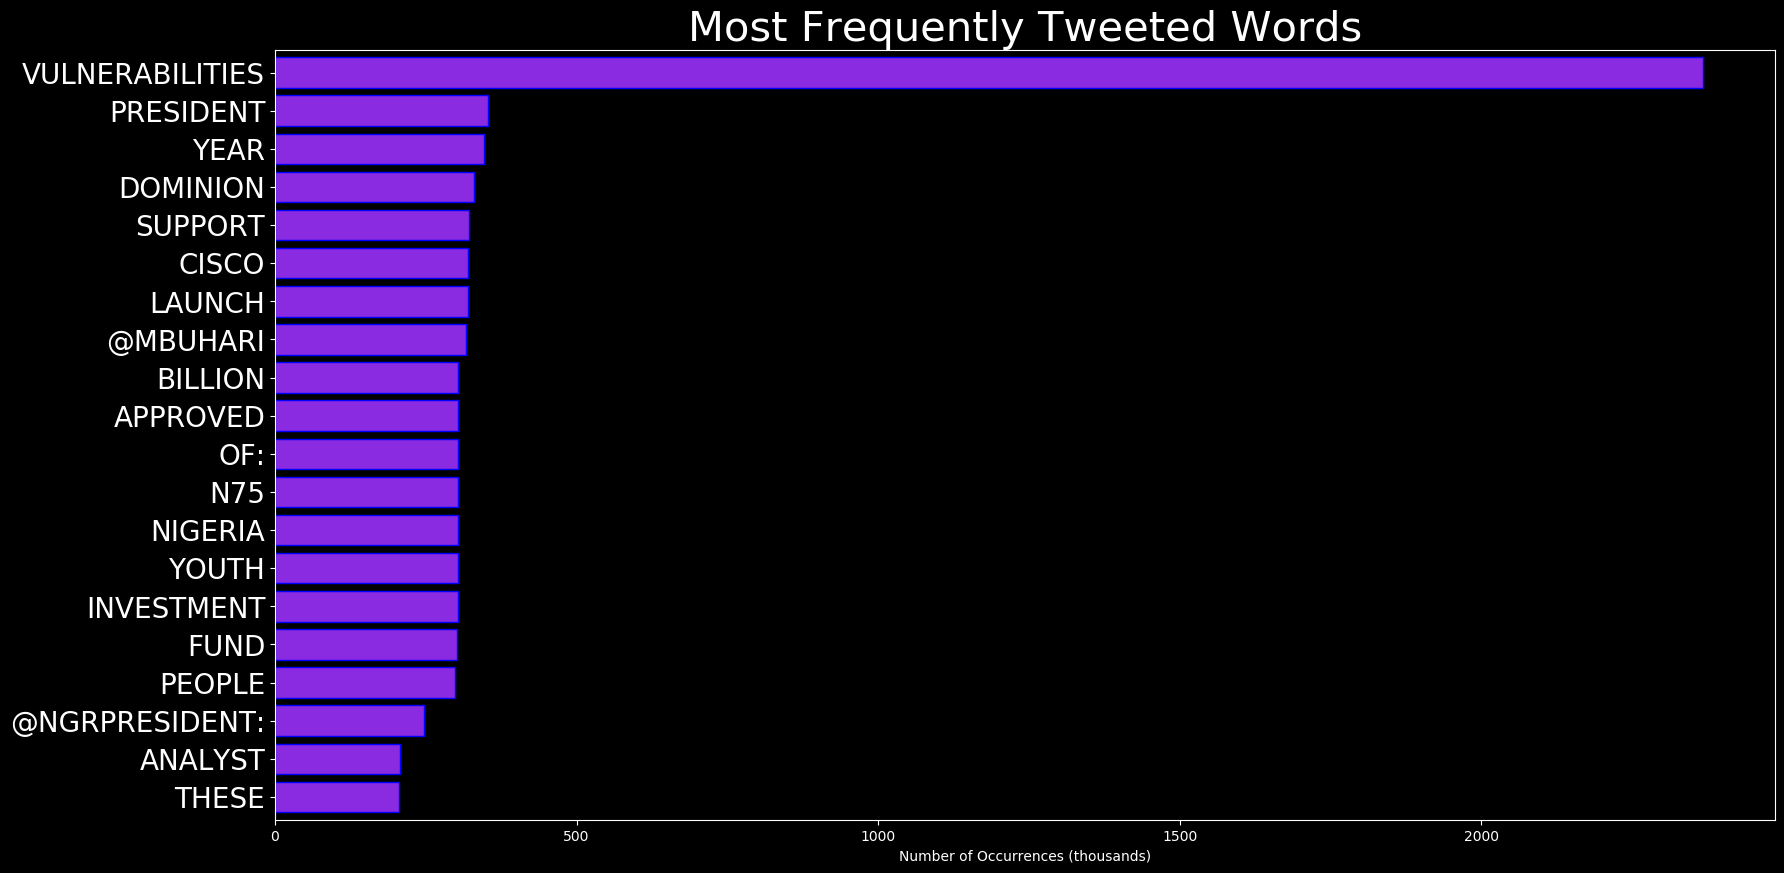 Most Frequently Tweeted Words
VULNERABILITIES
PRESIDENT
YEAR
DOMINION
SUPPORT
CISCO
LAUNCH
@MBUHARI
BILLION
APPROVED
OF:
N75
NIGERIA
YOUTH
INVESTMENT
FUND
PEOPLE
@NGRPRESIDENT:
ANALYST
THESE
0 500 1000 1500 2000
Number of Occurrences (thousands)